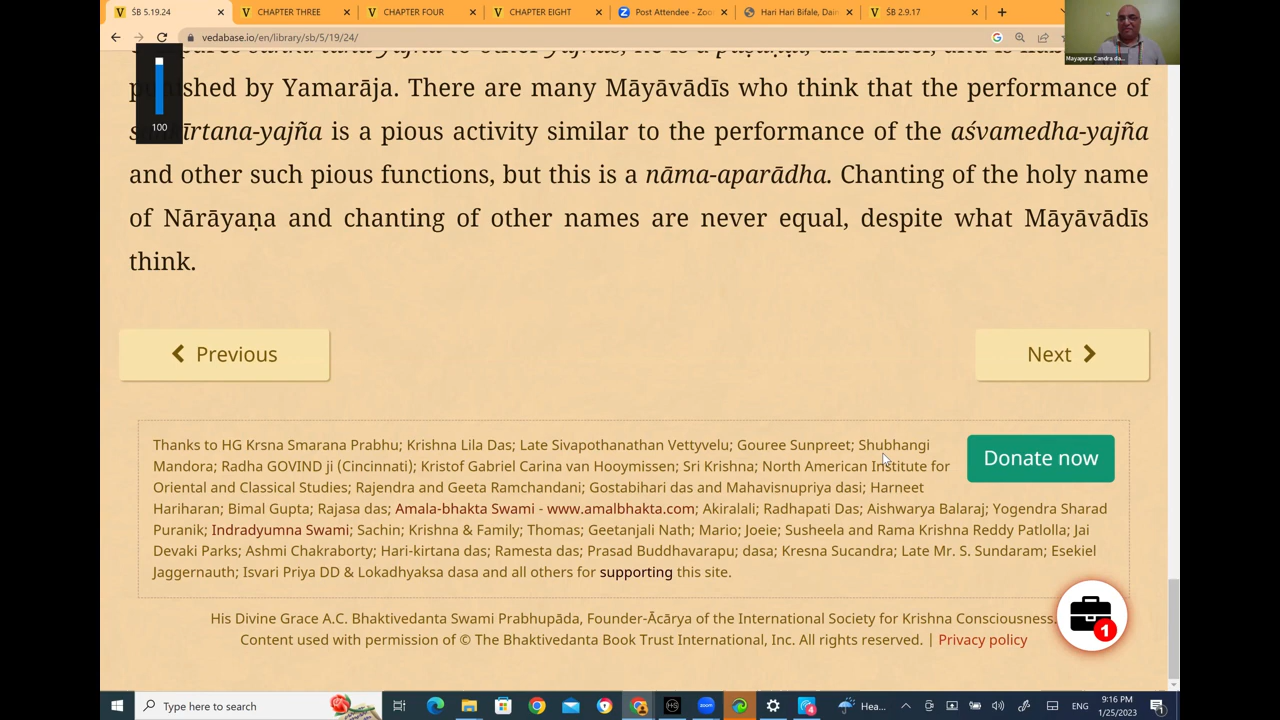 ŚB 5.19.24
CHAPTER THREE
CHAPTER FOUR
CHAPTER EIGHT
Post Attendee - Zoo
Hari Hari Bifale, Dain
ŚB 2.9.17
vedabase.io/en/library/sb/5/19/24/
Mayapura Candra da...
by Yamarāja. There are many Māyāvādīs who think that the performance of
100
is a pious activity similar to the performance of the aśvamedha-yajña
and other such pious functions, but this is a nāma-aparādha. Chanting of the holy name
of Nārāyaṇa and chanting of other names are never equal, despite what Māyāvādīs
think.
Previous
Next
Thanks to HG Krsna Smarana Prabhu; Krishna Lila Das; Late Sivapothanathan Vettyvelu; Gouree Sunpreet; Shubhangi
Mandora; Radha GOVIND ji (Cincinnati); Kristof Gabriel Carina van Hooymissen; Sri Krishna; North American Institute for
Oriental and Classical Studies; Rajendra and Geeta Ramchandani; Gostabihari das and Mahavisnupriya dasi; Harneet
Hariharan; Bimal Gupta; Rajasa das; Amala-bhakta Swami - www.amalbhakta.com; Akiralali; Radhapati Das; Aishwarya Balaraj; Yogendra Sharad
Puranik; Indradyumna Swami; Sachin; Krishna & Family; Thomas; Geetanjali Nath; Mario; Joeie; Susheela and Rama Krishna Reddy Patlolla; Jai
Devaki Parks; Ashmi Chakraborty; Hari-kirtana das; Ramesta das; Prasad Buddhavarapu; dasa; Kresna Sucandra; Late Mr. S. Sundaram; Esekiel
Jaggernauth; Isvari Priya DD & Lokadhyaksa dasa and all others for supporting this site.
Donate now
His Divine Grace A.C. Bhaktivedanta Swami Prabhupāda, Founder-Ācārya of the International Society for Krishna Consciousness.
Content used with permission of © The Bhaktivedanta Book Trust International, Inc. All rights reserved. | Privacy policy
1
Type here to search
Hea...
ENG
9:16 PM
1/25/2023